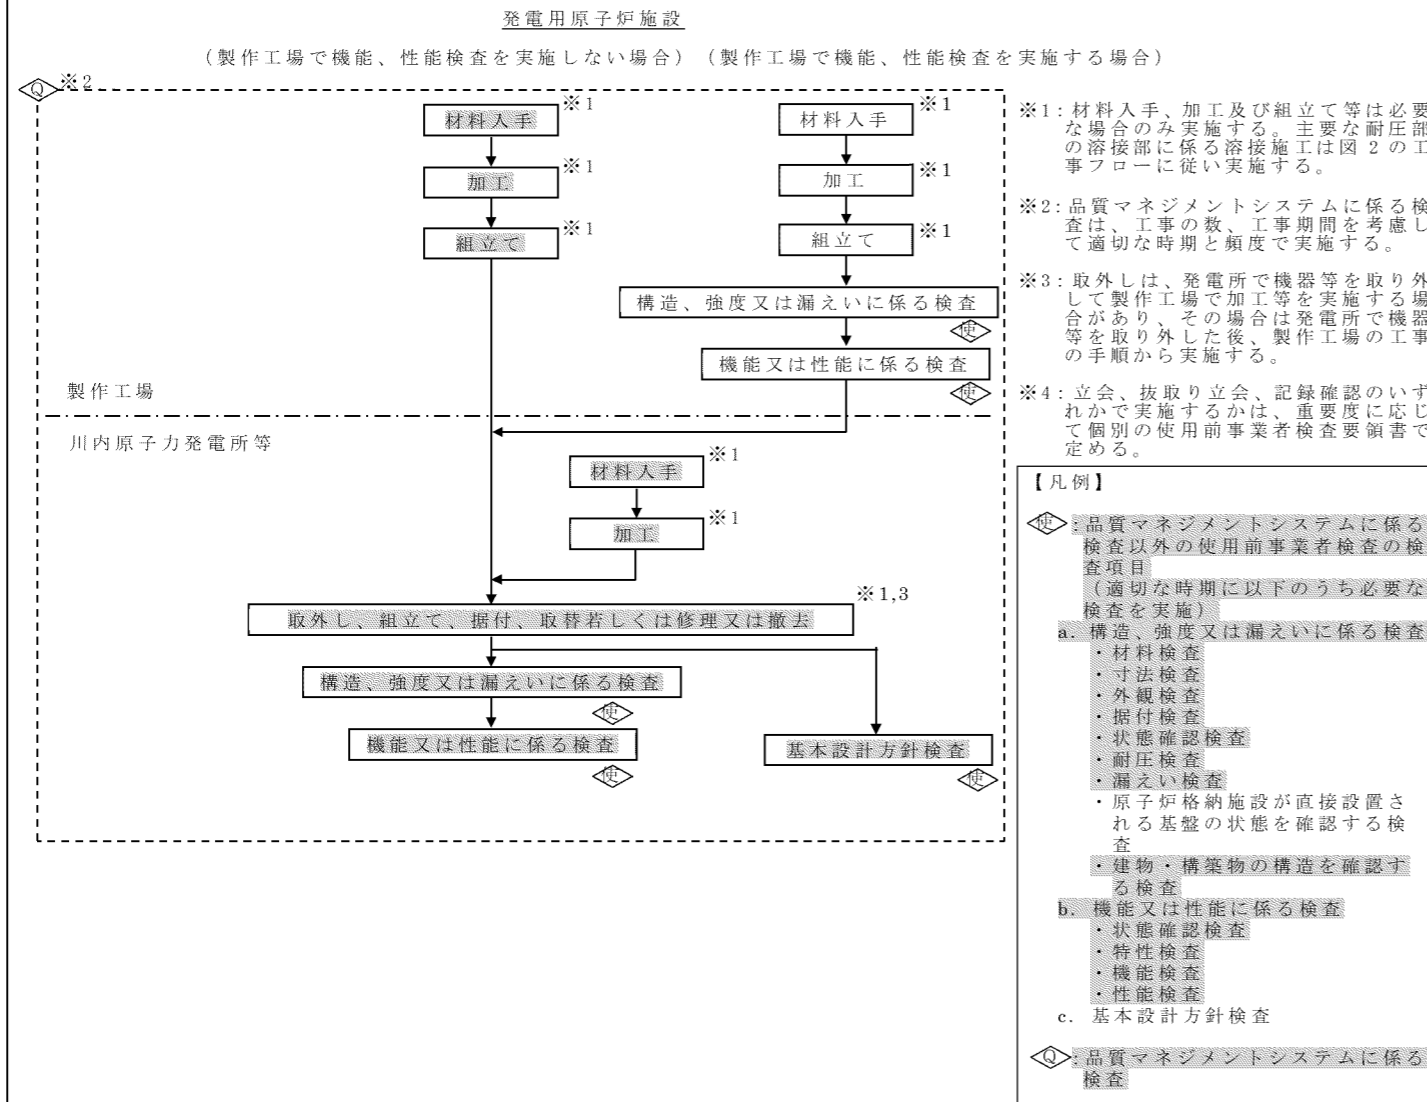 発電用原子炉施設
（製作工場で機能、性能検査を実施しない場合）（製作工場で機能、性能検査を実施する場合）
Q ※2
材料入手 ※1
加工 ※1
組立て ※1
材料入手 ※1
加工 ※1
組立て ※1
構造、強度又は漏えいに係る検査
使
機能又は性能に係る検査
使
製作工場
川内原子力発電所等
材料入手 ※1
加工 ※1
※1,3
取外し、組立て、据付、取替若しくは修理又は撤去
構造、強度又は漏えいに係る検査
使
機能又は性能に係る検査
使
基本設計方針検査
使
※1:材料入手、加工及び組立て等は必要
な場合のみ実施する。主要な耐圧部
の溶接部に係る溶接施工は図2の工
事フローに従い実施する。
※2:品質マネジメントシステムに係る検
査は、工事の数、工事期間を考慮し
て適切な時期と頻度で実施する。
※3:取外しは、発電所で機器等を取り外
して製作工場で加工等を実施する場
合があり、その場合は発電所で機器
等を取り外した後、製作工場の工事
の手順から実施する。
※4:立会、抜取り立会、記録確認のいず
れかで実施するかは、重要度に応じ
て個別の使用前事業者検査要領書で
定める。
【凡例】
使:品質マネジメントシステムに係る
検査以外の使用前事業者検査の検
査項目
（適切な時期に以下のうち必要な
検査を実施）
a. 構造、強度又は漏えいに係る検査
・材料検査
・寸法検査
・外観検査
・据付検査
・状態確認検査
・耐圧検査
・漏えい検査
・原子炉格納施設が直接設置さ
れる基盤の状態を確認する検
査
・建物・構築物の構造を確認す
る検査
b. 機能又は性能に係る検査
・状態確認検査
・特性検査
・機能検査
・性能検査
c. 基本設計方針検査
Q:品質マネジメントシステムに係る
検査